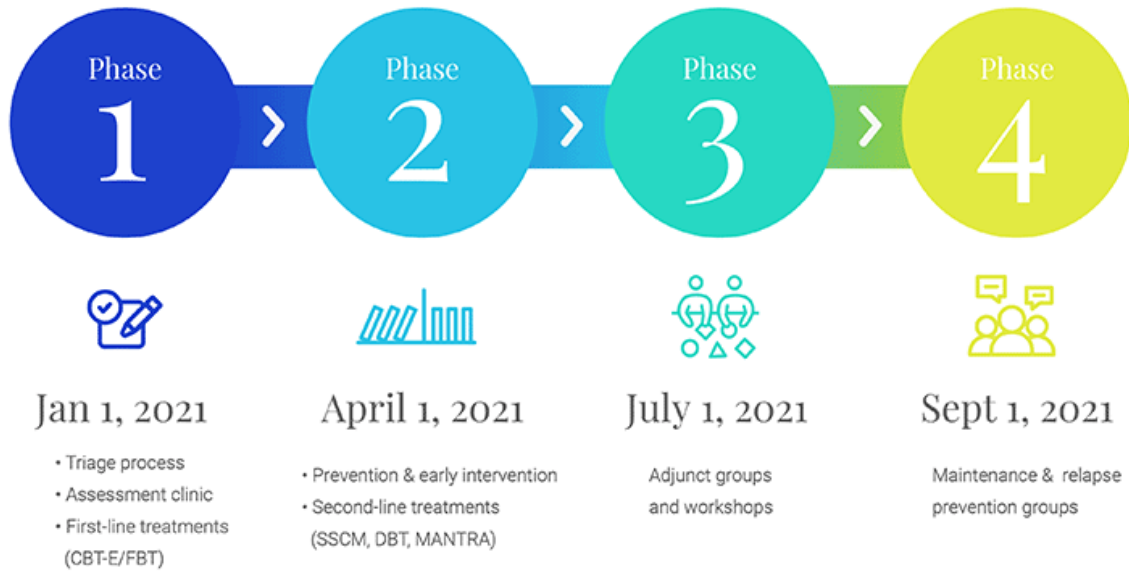 Phase
1
Phase
2
Phase
3
Phase
4
Jan 1, 2021
• Triage process
• Assessment clinic
• First-line treatments
(CBT-E/FBT)
April 1, 2021
• Prevention & early intervention
• Second-line treatments
(SSCM, DBT, MANTRA)
July 1, 2021
Adjunct groups
and workshops
Sept 1, 2021
Maintenance & relapse
prevention groups